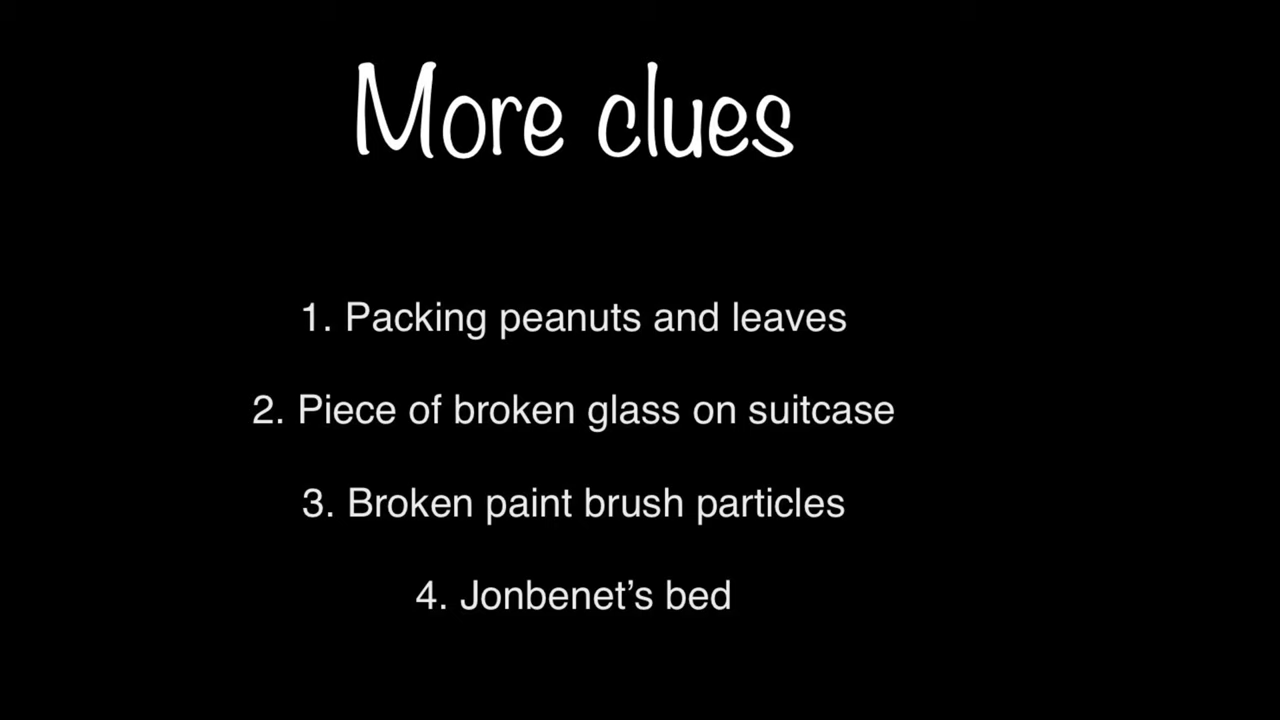 More clues
1. Packing peanuts and leaves
2. Piece of broken glass on suitcase
3. Broken paint brush particles
4. Jonbenet’s bed